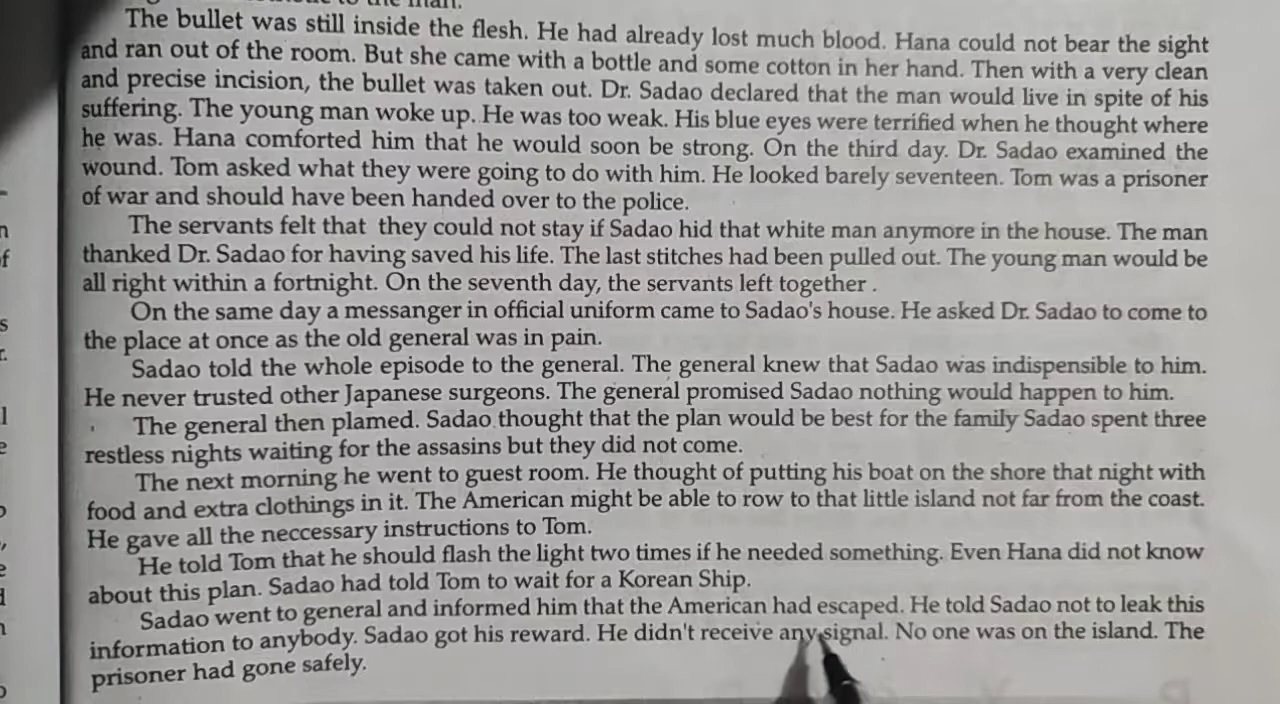 The bullet was still inside the flesh. He had already lost much blood. Hana could not bear the sight
and ran out of the room. But she came with a bottle and some cotton in her hand. Then with a very clean
and precise incision, the bullet was taken out. Dr. Sadao declared that the man would live in spite of his
suffering. The young man woke up. He was too weak. His blue eyes were terrified when he thought where
he was. Hana comforted him that he would soon be strong. On the third day. Dr. Sadao examined the
wound. Tom asked what they were going to do with him. He looked barely seventeen. Tom was a prisoner
of war and should have been handed over to the police.
The servants felt that they could not stay if Sadao hid that white man anymore in the house. The man
thanked Dr. Sadao for having saved his life. The last stitches had been pulled out. The young man would be
all right within a fortnight. On the seventh day, the servants left together .
On the same day a messanger in official uniform came to Sadao's house. He asked Dr. Sadao to come to
the place at once as the old general was in pain.
Sadao told the whole episode to the general. The general knew that Sadao was indispensible to him.
He never trusted other Japanese surgeons. The general promised Sadao nothing would happen to him.
The general then plamed. Sadao thought that the plan would be best for the family Sadao spent three
restless nights waiting for the assasins but they did not come.
The next morning he went to guest room. He thought of putting his boat on the shore that night with
food and extra clothings in it. The American might be able to row to that little island not far from the coast.
He gave all the neccessary instructions to Tom.
He told Tom that he should flash the light two times if he needed something. Even Hana did not know
about this plan. Sadao had told Tom to wait for a Korean Ship.
Sadao went to general and informed him that the American had escaped. He told Sadao not to leak this
information to anybody. Sadao got his reward. He didn't receive any signal. No one was on the island. The
prisoner had gone safely.